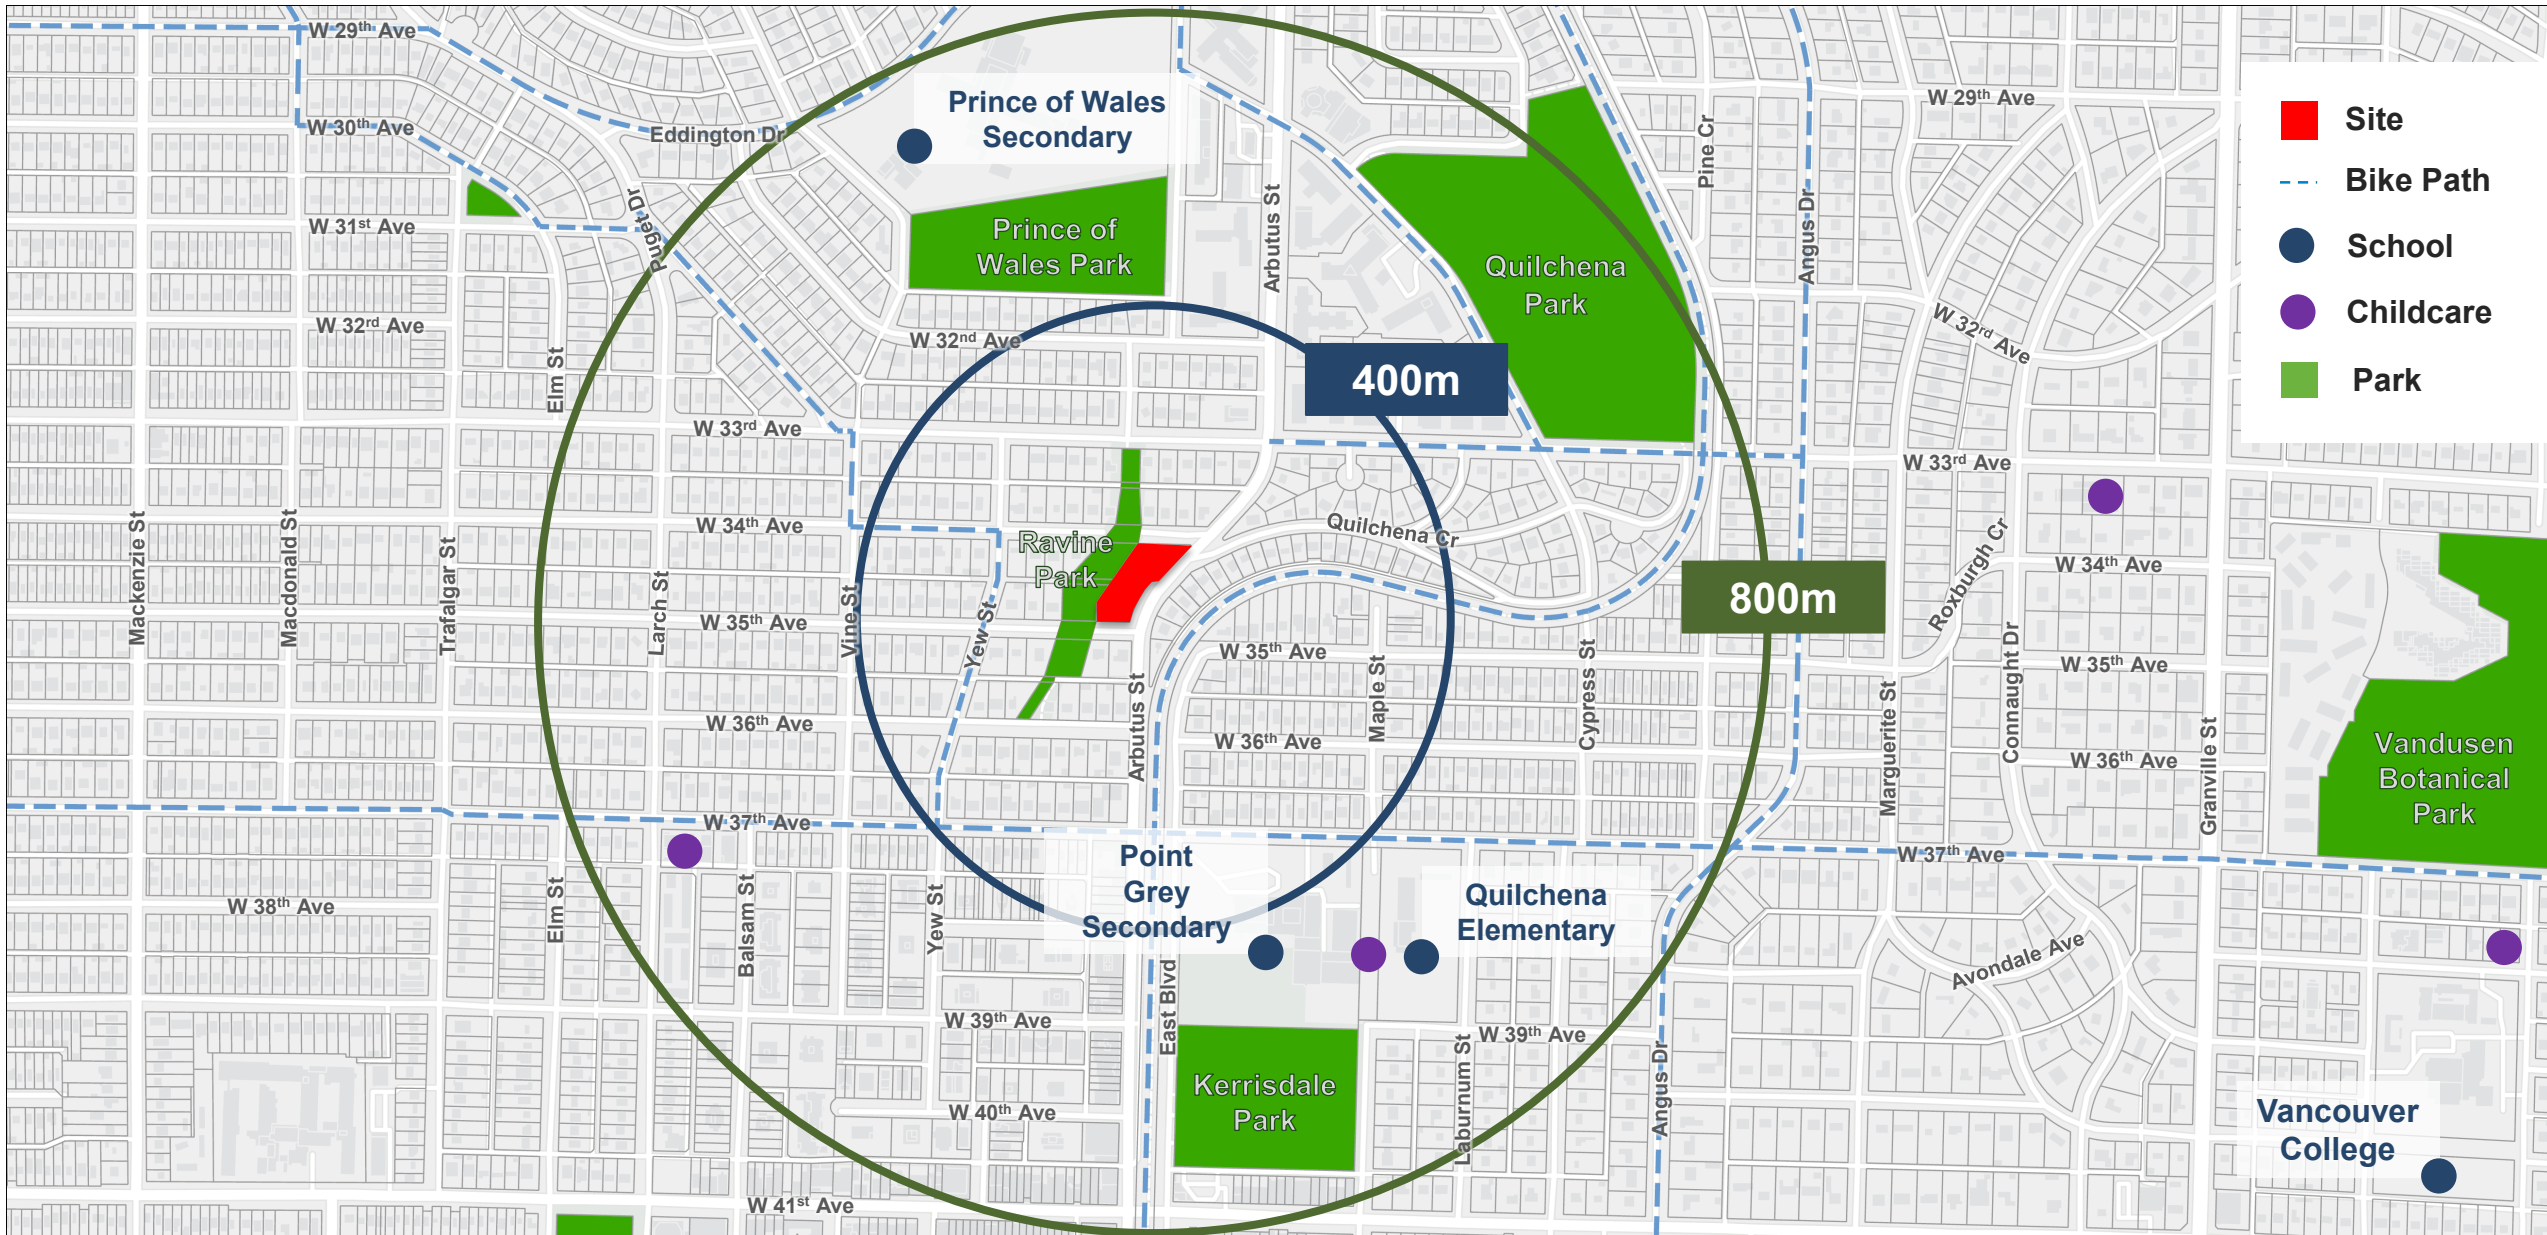 W 29th Ave
W 30th Ave
Eddington Dr
Prince of Wales
Secondary
W 29th Ave
Pine Cr
Site
Bike Path
School
Childcare
Park
W 31st Ave
Puget Dr
Prince of
Wales Park
Arbutus St
Quilchena
Park
Angus Dr
W 32rd Ave
W 32nd Ave
W 32rd Ave
Elm St
400m
W 33rd Ave
W 33rd Ave
W 34th Ave
Ravine
Park
Quilchena Cr
Mackenzie St
Macdonald St
Trafalgar St
Larch St
Vine St
Yew St
W 34th Ave
Roxburgh Cr
800m
W 35th Ave
W 35th Ave
W 35th Ave
Maple St
Cypress St
Connaught Dr
Marguerite St
Arbutus St
W 36th Ave
W 36th Ave
W 36th Ave
Granville St
Vandusen
Botanical
Park
W 37th Ave
W 37th Ave
Point
Grey
Secondary
Quilchena
Elementary
W 38th Ave
Elm St
Balsam St
Yew St
Avondale Ave
East Blvd
W 39th Ave
W 39th Ave
Kerrisdale
Park
Laburnum St
Angus Dr
W 40th Ave
Vancouver
College
W 41st Ave